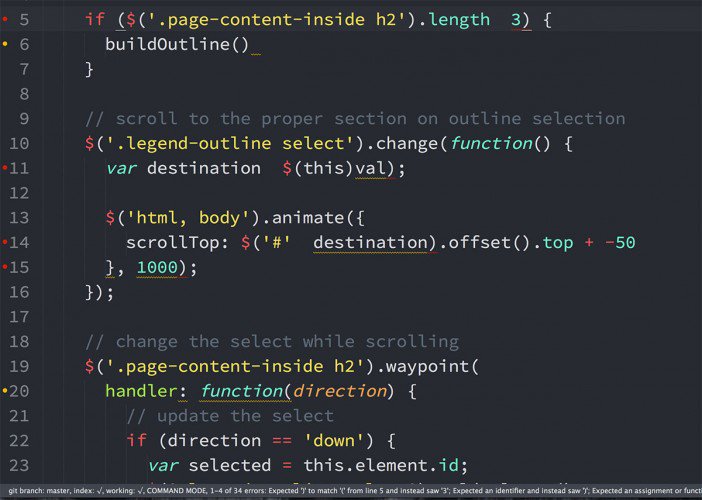 5 if ($('.page-content-inside h2').length  3) {
6 buildOutline()
7 }
8
9 // scroll to the proper section on outline selection
10 $('.legend-outline select').change(function() {
11 var destination  $(this)val);
12
13 $('html, body').animate({
14 scrollTop: $('#'  destination).offset().top + -50
15 }, 1000);
16 });
17
18 // change the select while scrolling
19 $('.page-content-inside h2').waypoint(
20 handler: function(direction) {
21 // update the select
22 if (direction == 'down') {
23 var selected = this.element.id;
git branch: master, index: √, working: √, COMMAND MODE, 1-4 of 34 errors: Expected ')' to match '(' from line 5 and instead saw '3'; Expected an identifier and instead saw ')'; Expected an assignment or funct